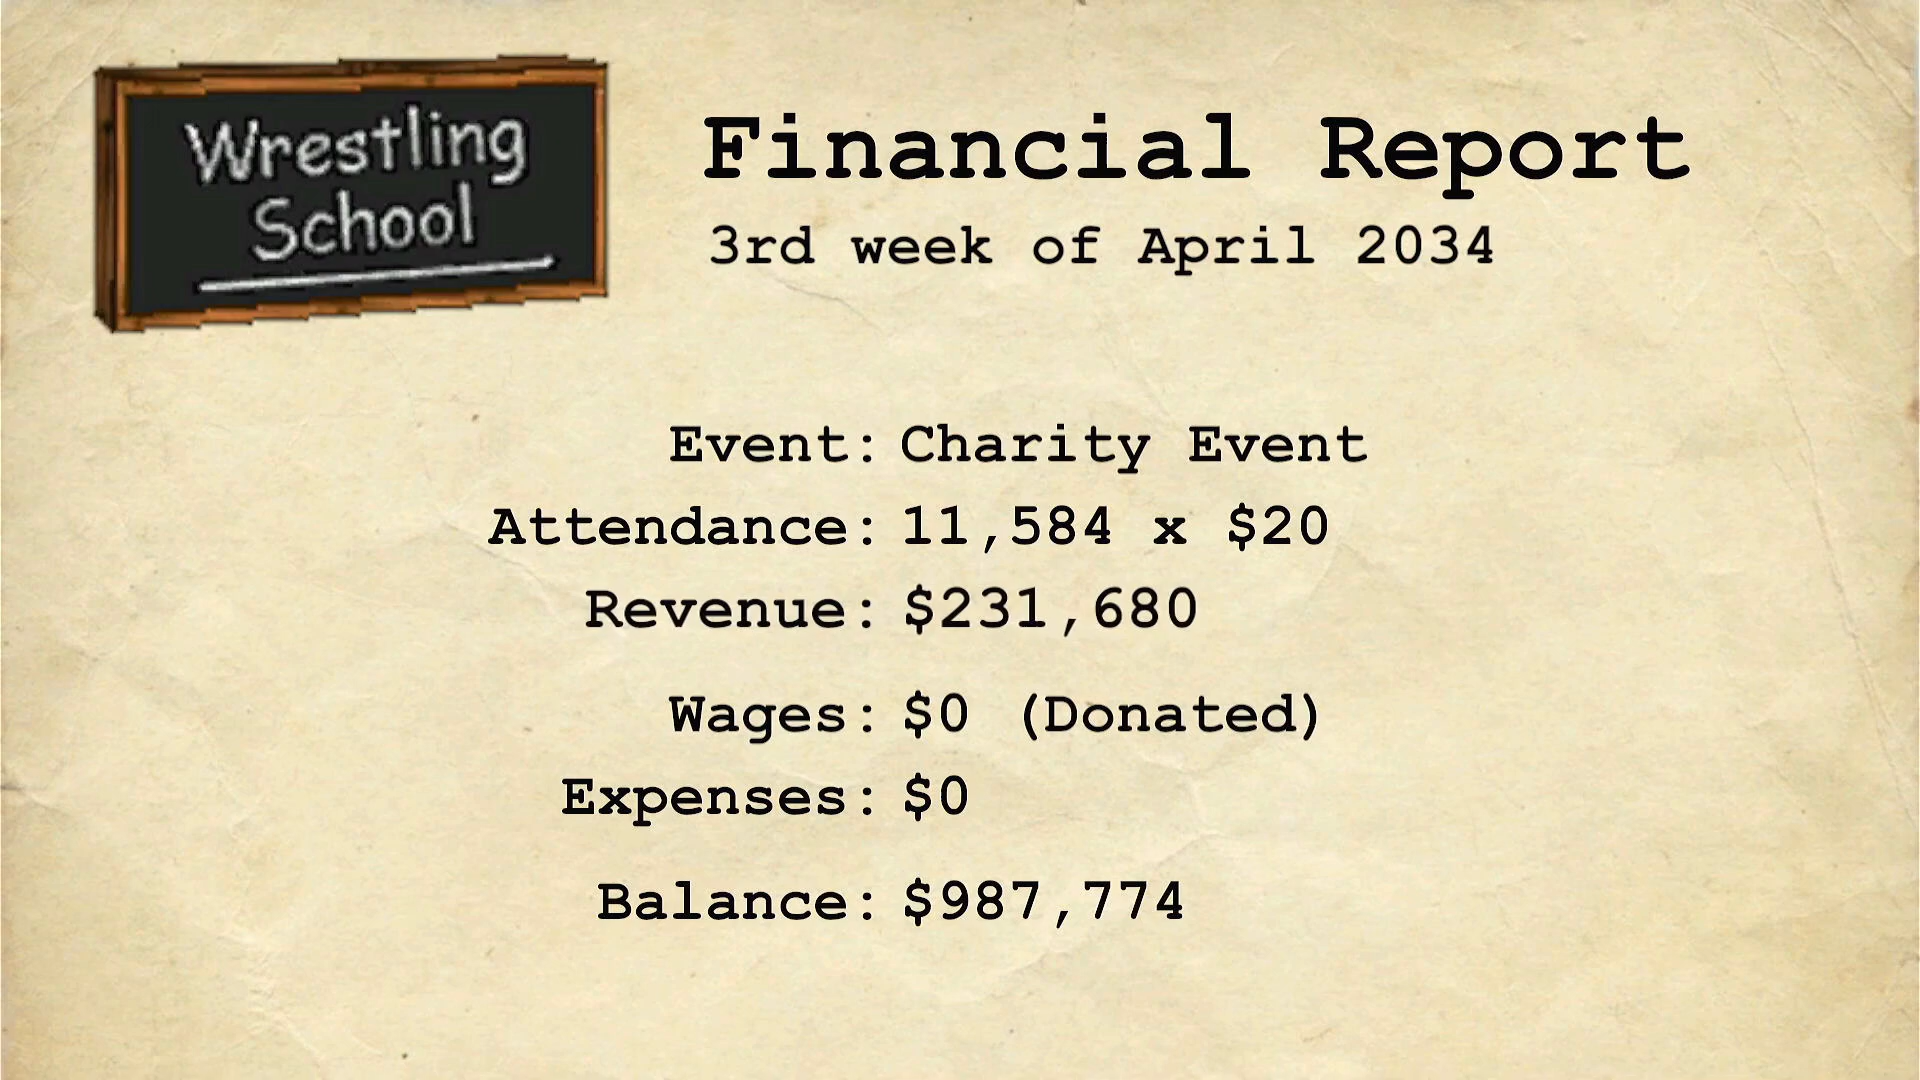 Wrestling
School
Financial Report
3rd week of April 2034
Event: Charity Event
Attendance: 11,584 x $20
Revenue: $231,680
Wages: $0 (Donated)
Expenses: $0
Balance: $987,774